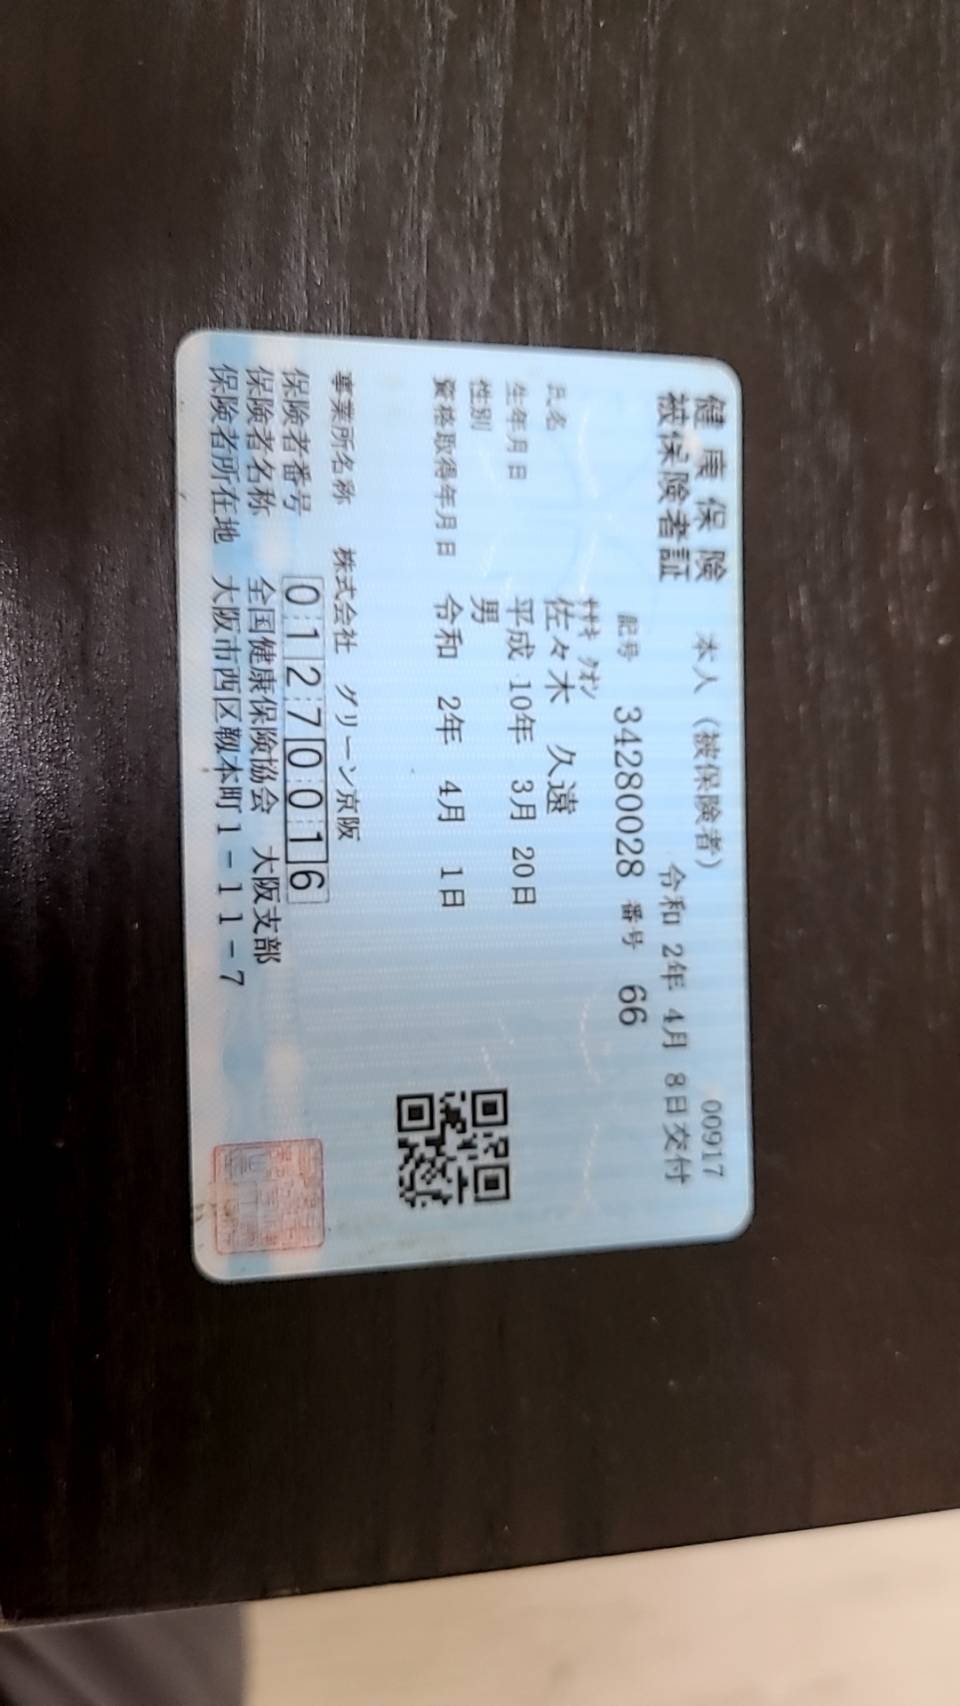 健康保険
被保険者証
本人（被保険者）
00917
令和 2年 4月 8日交付
記号 34280028 番号 66
ｻｻｷ ｸｵﾝ
氏名 佐々木 久遠
生年月日 平成 10年 3月 20日
性別 男
資格取得年月日 令和 2年 4月 1日
事業所名称 株式会社 グリーン京阪
保険者番号 01270016
保険者名称 全国健康保険協会 大阪支部
保険者所在地 大阪市西区靱本町1-11-7